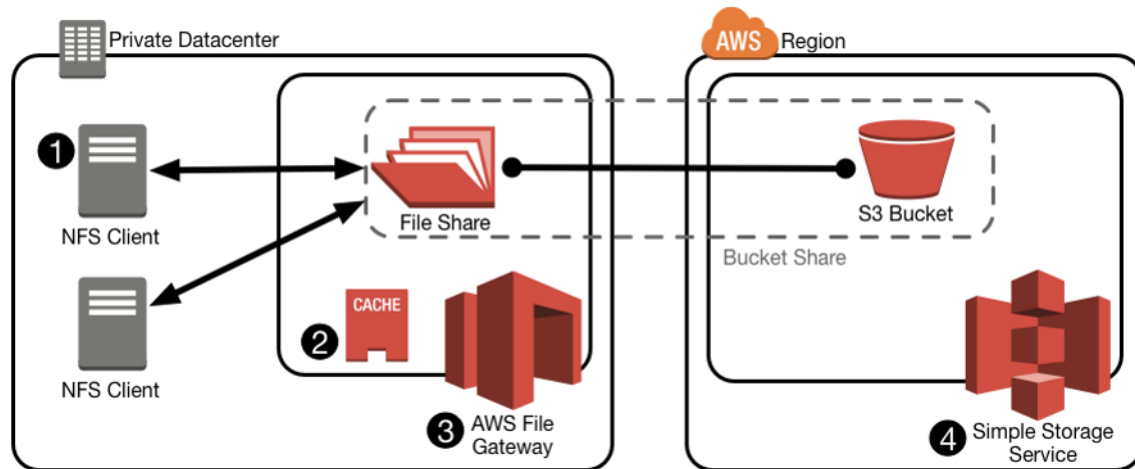 Private Datacenter
AWS Region
1
NFS Client
File Share
S3 Bucket
Bucket Share
NFS Client
CACHE
2
3 AWS File
Gateway
4 Simple Storage
Service